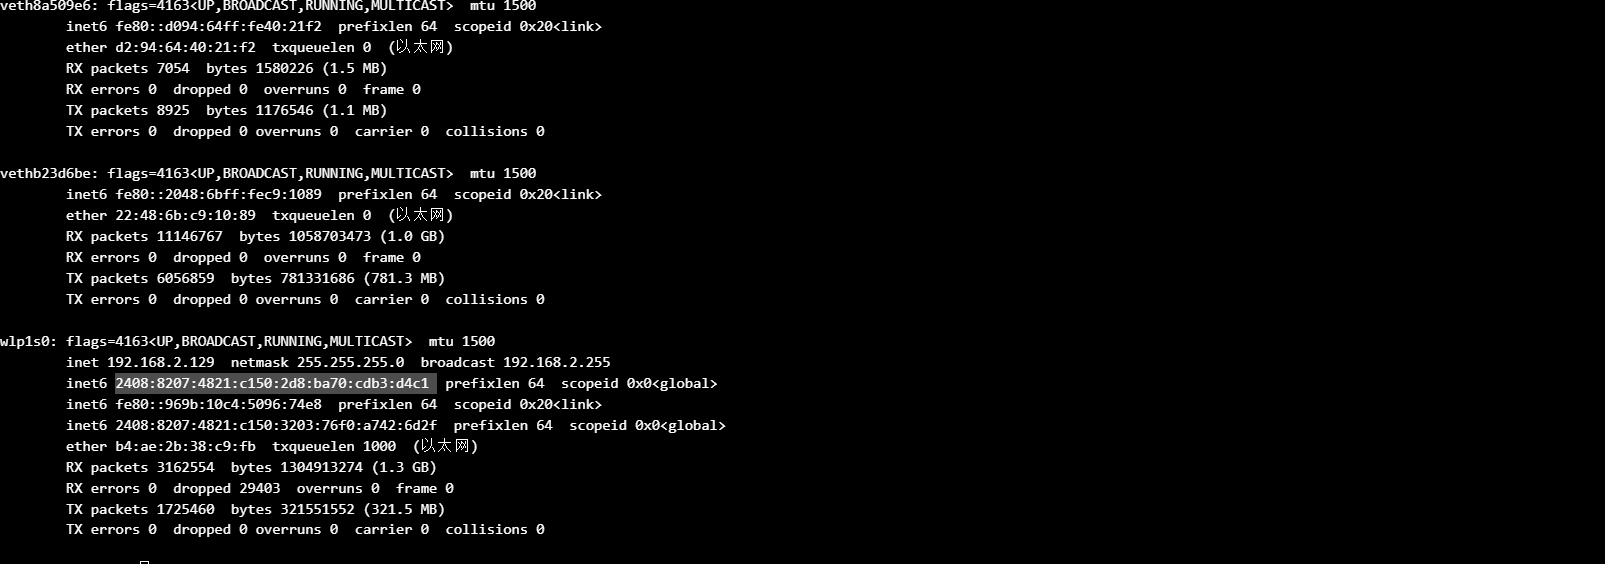 veth8a509e6: flags=4163<UP,BROADCAST,RUNNING,MULTICAST>  mtu 1500
        inet6 fe80::d094:64ff:fe40:21f2  prefixlen 64  scopeid 0x20<link>
        ether d2:94:64:40:21:f2  txqueuelen 0  (以太网)
        RX packets 7054  bytes 1580226 (1.5 MB)
        RX errors 0  dropped 0  overruns 0  frame 0
        TX packets 8925  bytes 1176546 (1.1 MB)
        TX errors 0  dropped 0 overruns 0  carrier 0  collisions 0

vethb23d6be: flags=4163<UP,BROADCAST,RUNNING,MULTICAST>  mtu 1500
        inet6 fe80::2048:6bff:fec9:1089  prefixlen 64  scopeid 0x20<link>
        ether 22:48:6b:c9:10:89  txqueuelen 0  (以太网)
        RX packets 11146767  bytes 1058703473 (1.0 GB)
        RX errors 0  dropped 0  overruns 0  frame 0
        TX packets 6056859  bytes 781331686 (781.3 MB)
        TX errors 0  dropped 0 overruns 0  carrier 0  collisions 0

wlp1s0: flags=4163<UP,BROADCAST,RUNNING,MULTICAST>  mtu 1500
        inet 192.168.2.129  netmask 255.255.255.0  broadcast 192.168.2.255
        inet6 2408:8207:4821:c150:2d8:ba70:cdb3:d4c1  prefixlen 64  scopeid 0x0<global>
        inet6 fe80::969b:10c4:5096:74e8  prefixlen 64  scopeid 0x20<link>
        inet6 2408:8207:4821:c150:3203:76f0:a742:6d2f  prefixlen 64  scopeid 0x0<global>
        ether b4:ae:2b:38:c9:fb  txqueuelen 1000  (以太网)
        RX packets 3162554  bytes 1304913274 (1.3 GB)
        RX errors 0  dropped 29403  overruns 0  frame 0
        TX packets 1725460  bytes 321551552 (321.5 MB)
        TX errors 0  dropped 0 overruns 0  carrier 0  collisions 0